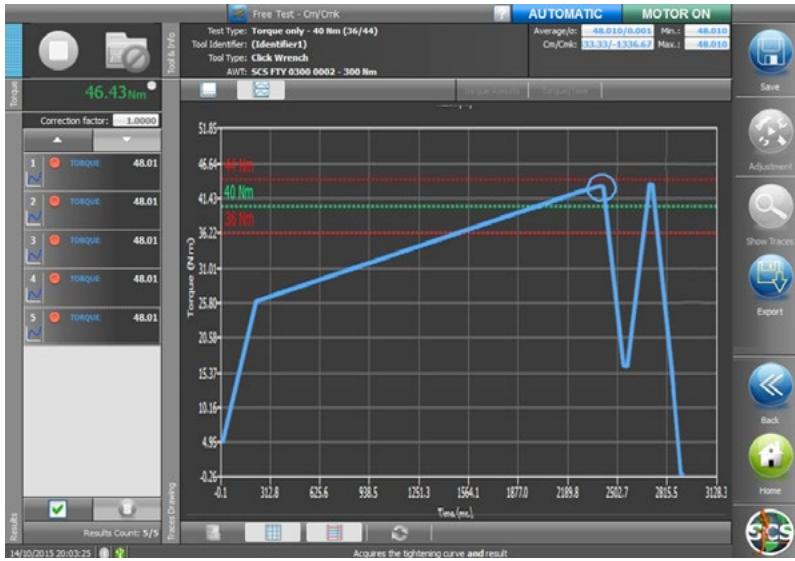 Free Test - Cm/Cmk
?
AUTOMATIC
MOTOR ON
Test Type: Torque only - 40 Nm (36/44)
Tool Identifier: (Identifier1)
Tool Type: Click Wrench
AWT: SCS FTY 0300 0002 - 300 Nm
Average/σ: 48.010/0.001 Min.: 48.010
Cm/Cmk: 33.33/-1336.67 Max.: 48.010
Tool & Info
Save
Torque
46.43 Nm
Correction factor: 1.0000
Torque Results
Torque/Time
1 TORQUE 48.01
2 TORQUE 48.01
3 TORQUE 48.01
4 TORQUE 48.01
5 TORQUE 48.01
51.85
46.64
41.43
36.22
31.01
25.80
20.58
15.37
10.16
4.95
-0.26
44 Nm
40 Nm
36 Nm
Torque (Nm)
-0.1 312.8 625.6 938.5 1251.3 1564.1 1877.0 2189.8 2502.7 2815.5 3128.3
Adjustment
Show Traces
Export
Back
Home
SCS
Results
Traces Drawing
Results Count: 5/5
14/10/2015 20:03:25
Acquires the tightening curve and result